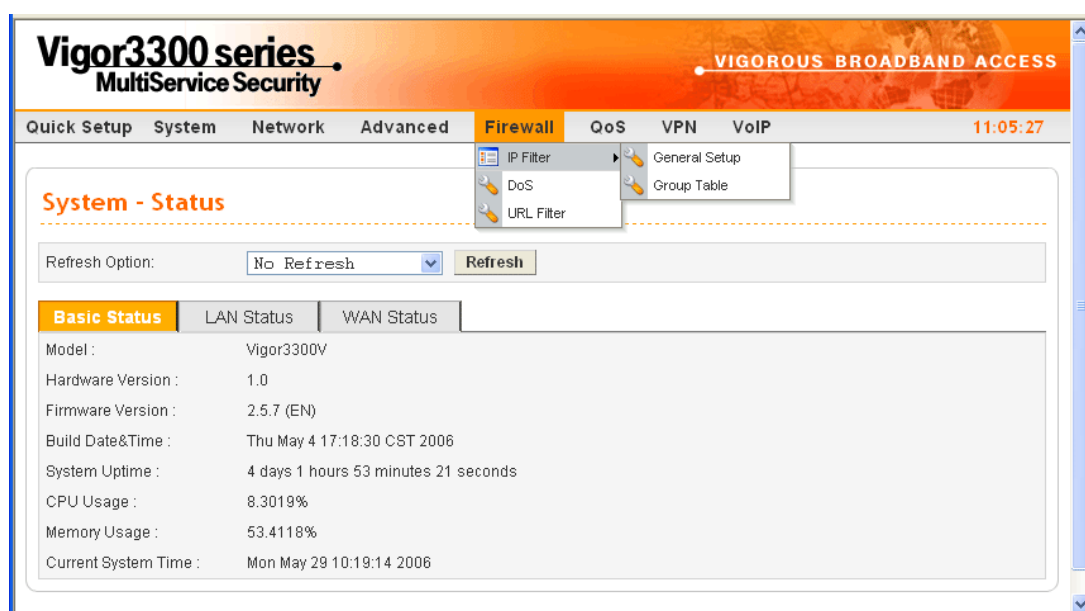 Vigor3300 series
MultiService Security
VIGOROUS BROADBAND ACCESS
Quick Setup System Network Advanced Firewall QoS VPN VoIP 11:05:27
IP Filter General Setup
DoS Group Table
URL Filter
System - Status
Refresh Option: No Refresh Refresh
Basic Status LAN Status WAN Status
Model : Vigor3300V
Hardware Version : 1.0
Firmware Version : 2.5.7 (EN)
Build Date&Time : Thu May 4 17:18:30 CST 2006
System Uptime : 4 days 1 hours 53 minutes 21 seconds
CPU Usage : 8.3019%
Memory Usage : 53.4118%
Current System Time : Mon May 29 10:19:14 2006